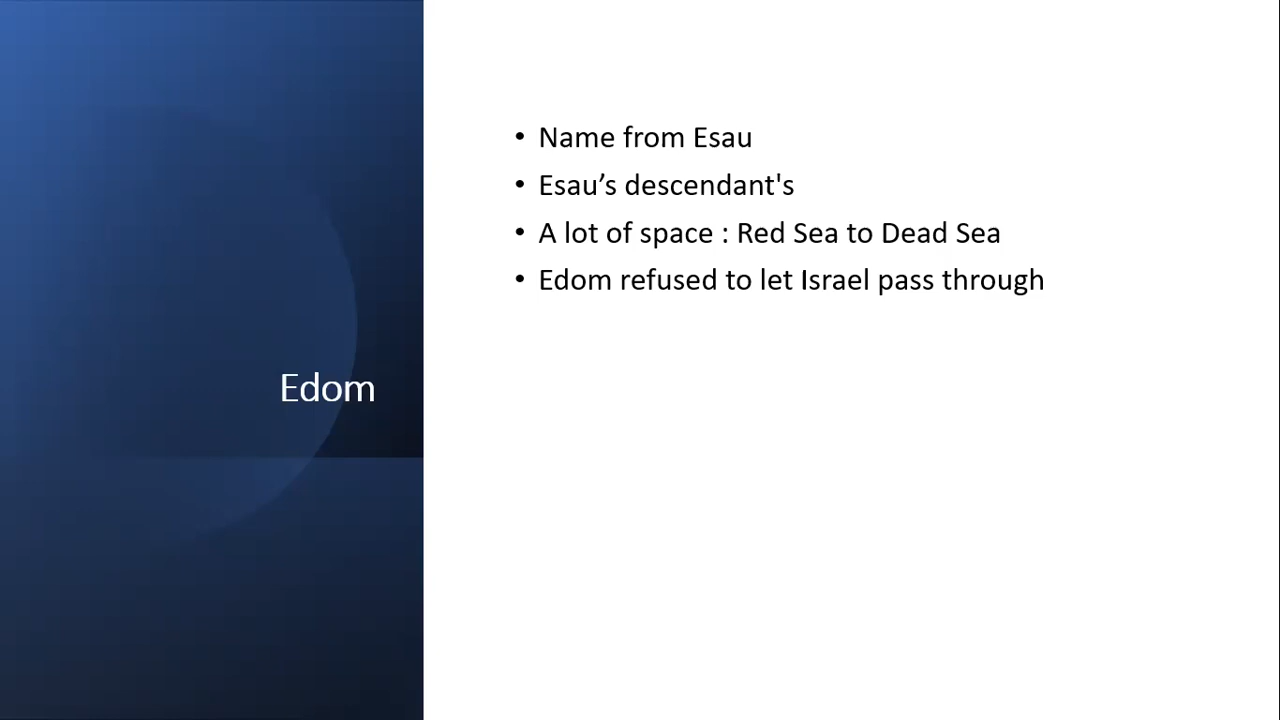 Edom
• Name from Esau
• Esau’s descendant's
• A lot of space : Red Sea to Dead Sea
• Edom refused to let Israel pass through